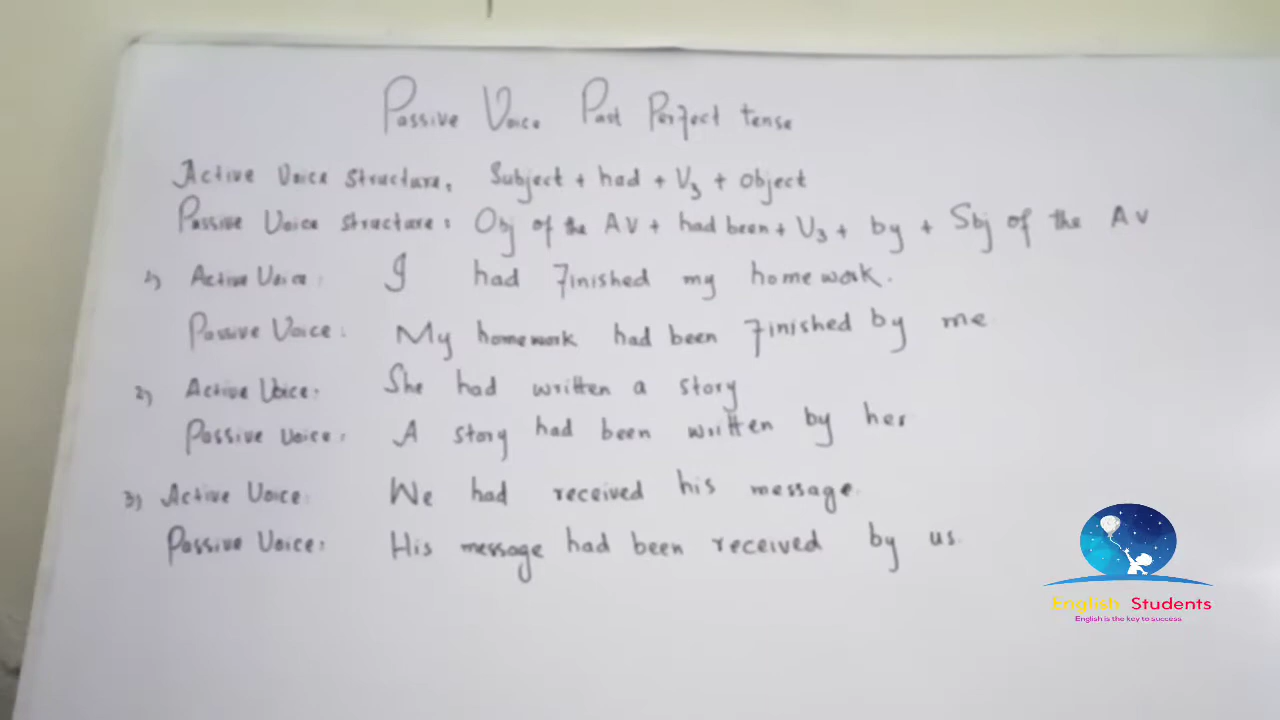 Passive Voice Past Perfect tense
Active Voice Structure. Subject + had + V3 + object
Passive Voice structure: Obj of the AV + had been + V3 + by + Sbj of the AV
1) Active Voice: I had finished my homework.
Passive Voice: My homework had been finished by me
2) Active Voice: She had written a story
Passive Voice: A story had been written by her
3) Active Voice: We had received his message.
Passive Voice: His message had been received by us.
English Students
English is the key to success